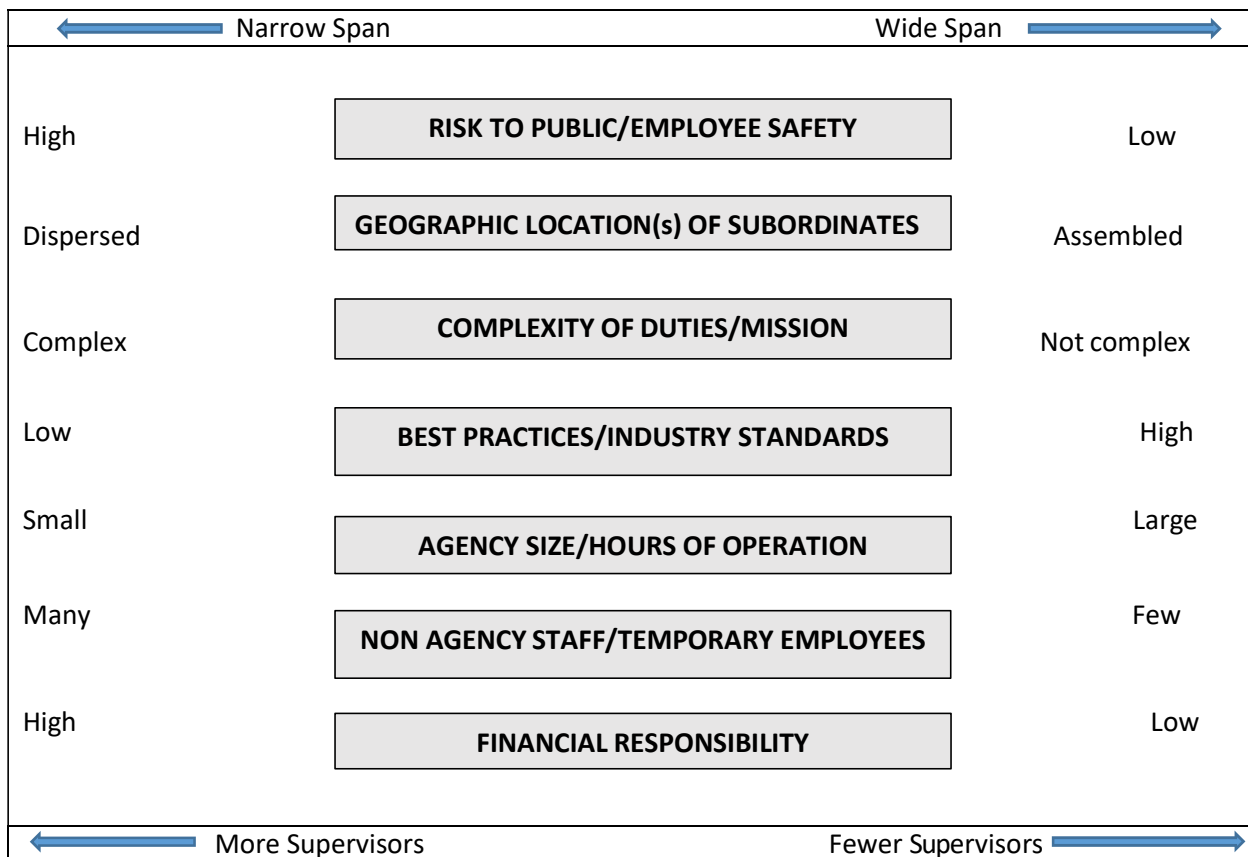 Narrow Span Wide Span
High RISK TO PUBLIC/EMPLOYEE SAFETY Low
Dispersed GEOGRAPHIC LOCATION(s) OF SUBORDINATES Assembled
Complex COMPLEXITY OF DUTIES/MISSION Not complex
Low BEST PRACTICES/INDUSTRY STANDARDS High
Small AGENCY SIZE/HOURS OF OPERATION Large
Many NON AGENCY STAFF/TEMPORARY EMPLOYEES Few
High FINANCIAL RESPONSIBILITY Low
More Supervisors Fewer Supervisors